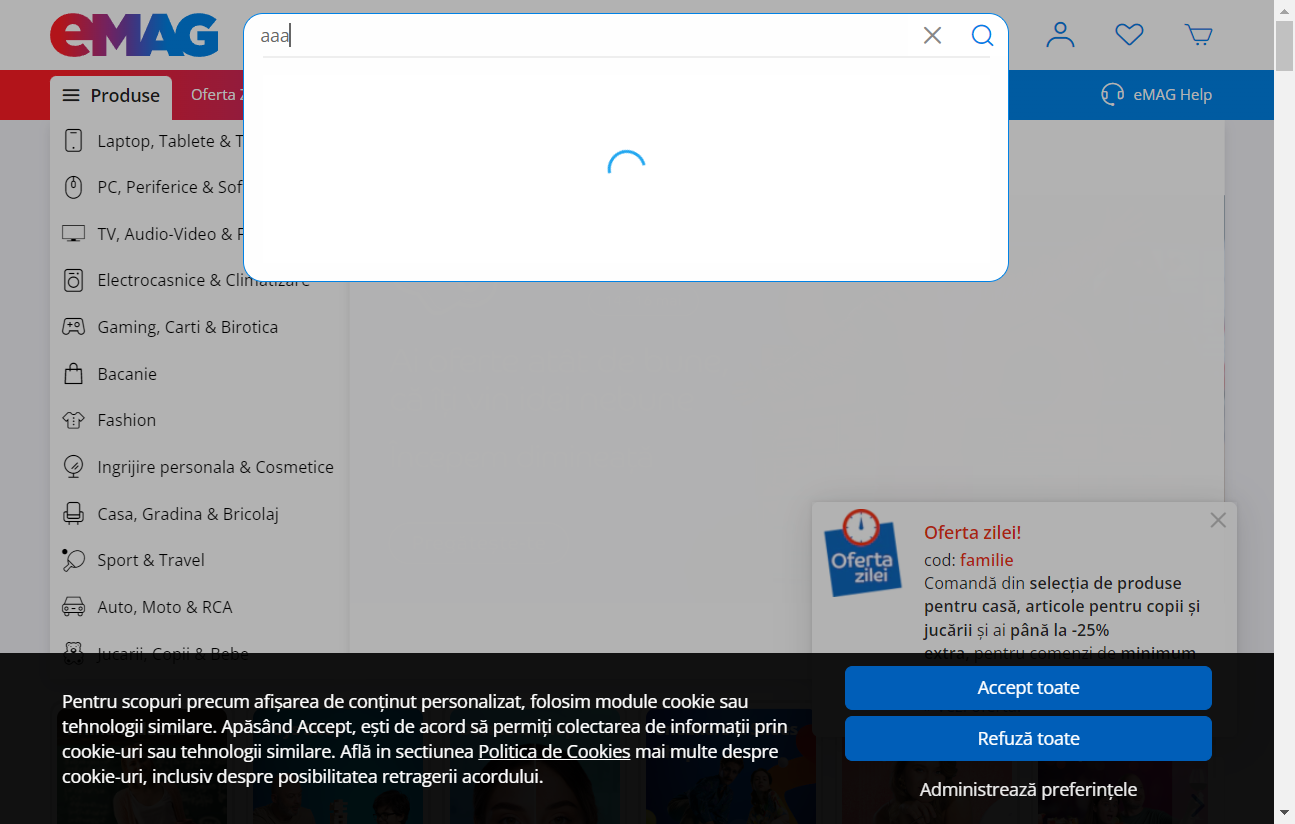 eMAG
aaa
Produse
Oferta Z
eMAG Help
Laptop, Tablete & T
PC, Periferice & Sof
TV, Audio-Video & F
Electrocasnice & Climatizare
Gaming, Carti & Birotica
Bacanie
Fashion
Ingrijire personala & Cosmetice
Casa, Gradina & Bricolaj
Sport & Travel
Auto, Moto & RCA
Jucarii, Copii & Bebe
Oferta
zilei
Oferta zilei!
cod: familie
Comandă din selecția de produse
pentru casă, articole pentru copii și
jucării și ai până la -25%
extra, pentru comenzi de minimum
Pentru scopuri precum afișarea de conținut personalizat, folosim module cookie sau
tehnologii similare. Apăsând Accept, ești de acord să permiți colectarea de informații prin
cookie-uri sau tehnologii similare. Află in sectiunea Politica de Cookies mai multe despre
cookie-uri, inclusiv despre posibilitatea retragerii acordului.
Accept toate
Refuză toate
Administrează preferințele